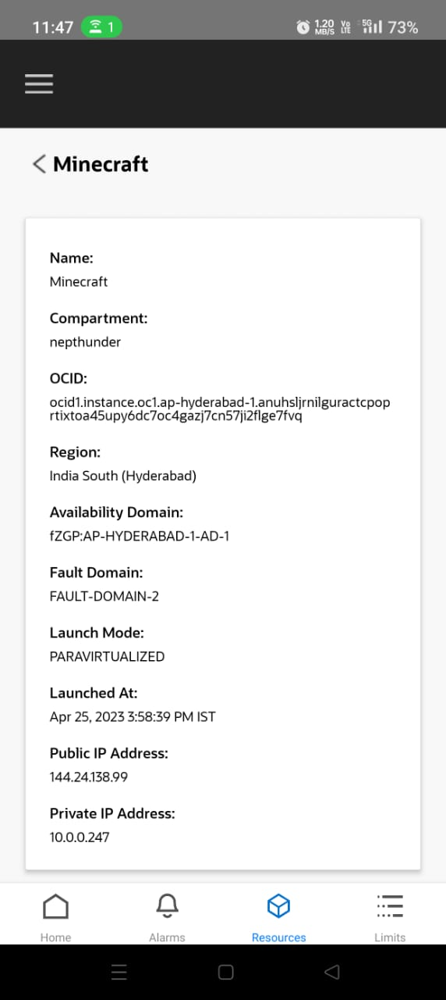 11:47 1 1.20 MB/S Vo LTE 5G 73%
Minecraft
Name:
Minecraft
Compartment:
nepthunder
OCID:
ocid1.instance.oc1.ap-hyderabad-1.anuhsljrnilguractcpop
rtixtoa45upy6dc7oc4gazj7cn57ji2flge7fvq
Region:
India South (Hyderabad)
Availability Domain:
fZGP:AP-HYDERABAD-1-AD-1
Fault Domain:
FAULT-DOMAIN-2
Launch Mode:
PARAVIRTUALIZED
Launched At:
Apr 25, 2023 3:58:39 PM IST
Public IP Address:
144.24.138.99
Private IP Address:
10.0.0.247
Home Alarms Resources Limits